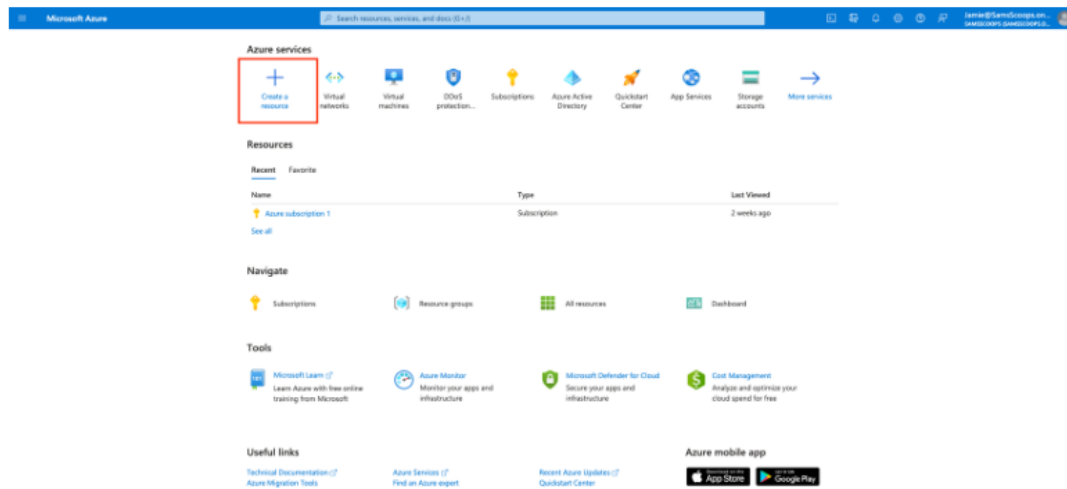 Microsoft Azure
Search resources, services, and docs (G+/)
Jamie@SamsScoops.on...
Azure services
Create a resource
Virtual networks
Virtual machines
DDoS protection...
Subscriptions
Azure Active Directory
Quickstart Center
App Services
Storage accounts
More services
Resources
Recent Favorite
Name Type Last Viewed
Azure subscription 1 Subscription 2 weeks ago
See all
Navigate
Subscriptions Resource groups All resources Dashboard
Tools
Microsoft Learn
Learn Azure with free online
training from Microsoft
Azure Monitor
Monitor your apps and
infrastructure
Microsoft Defender for Cloud
Secure your apps and
infrastructure
Cost Management
Analyze and optimize your
cloud spend for free
Useful links
Technical Documentation Azure Services Recent Azure Updates
Azure Migration Tools Find an Azure expert Quickstart Center
Azure mobile app
App Store
Google Play